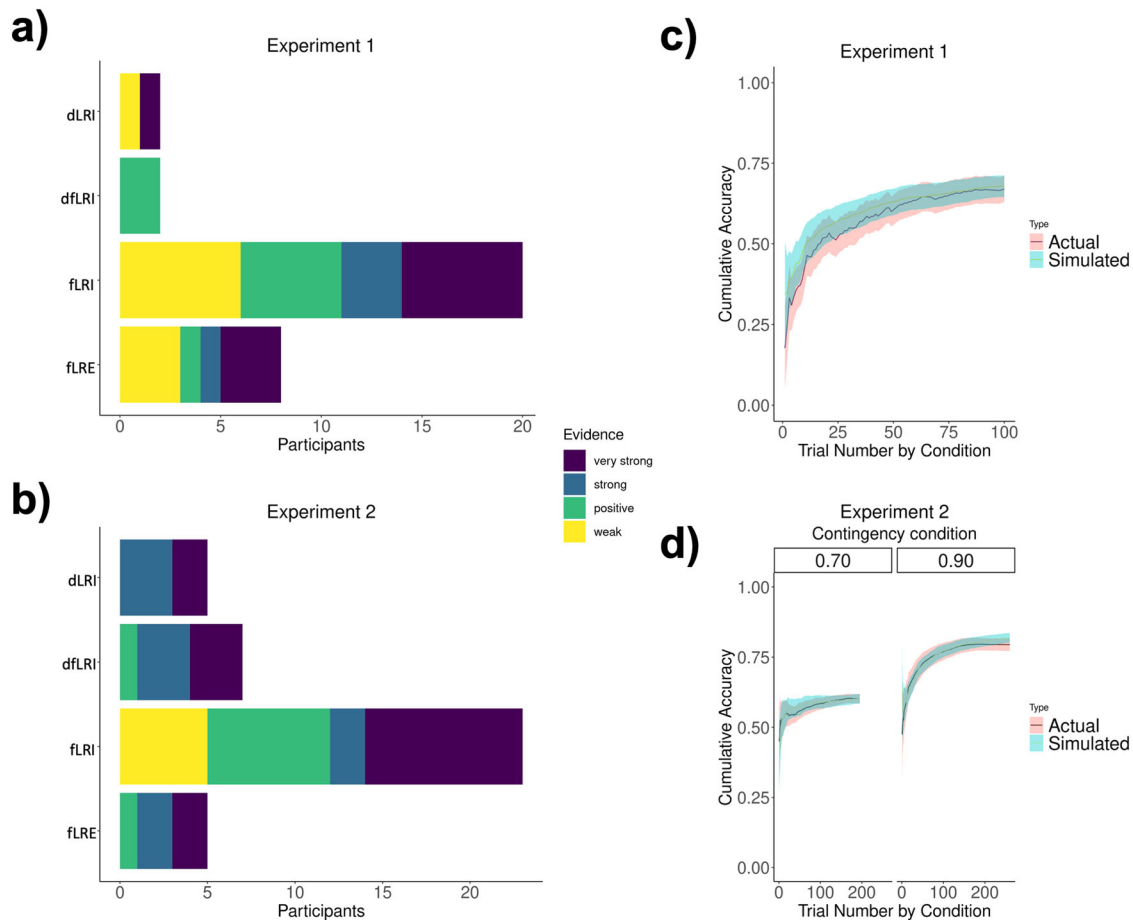 a)
Experiment 1
dLRI
dfLRI
fLRI
fLRE
0 5 10 15 20
Participants
Evidence
very strong
strong
positive
weak
b)
Experiment 2
dLRI
dfLRI
fLRI
fLRE
0 5 10 15 20
Participants
c)
Experiment 1
Cumulative Accuracy
1.00
0.75
0.50
0.25
0.00
0 25 50 75 100
Trial Number by Condition
Type
Actual
Simulated
d)
Experiment 2
Contingency condition
0.70 0.90
Cumulative Accuracy
1.00
0.75
0.50
0.25
0.00
0 100 200 0 100 200
Trial Number by Condition
Type
Actual
Simulated